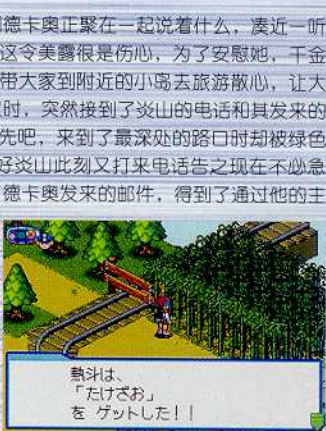 德卡奥正聚在一起说着什么，凑近一听
这令美露很是伤心，为了安慰她，千金
带大家到附近的小岛去旅游散心，让大
时，突然接到了炎山的电话和其发来的
先吧，来到了最深处的路口时却被绿色
好炎山此刻又打来电话告之现在不必急
德卡奥发来的邮件，得到了通过他的主
熱斗は、
「たけざお」
を ゲットした！！